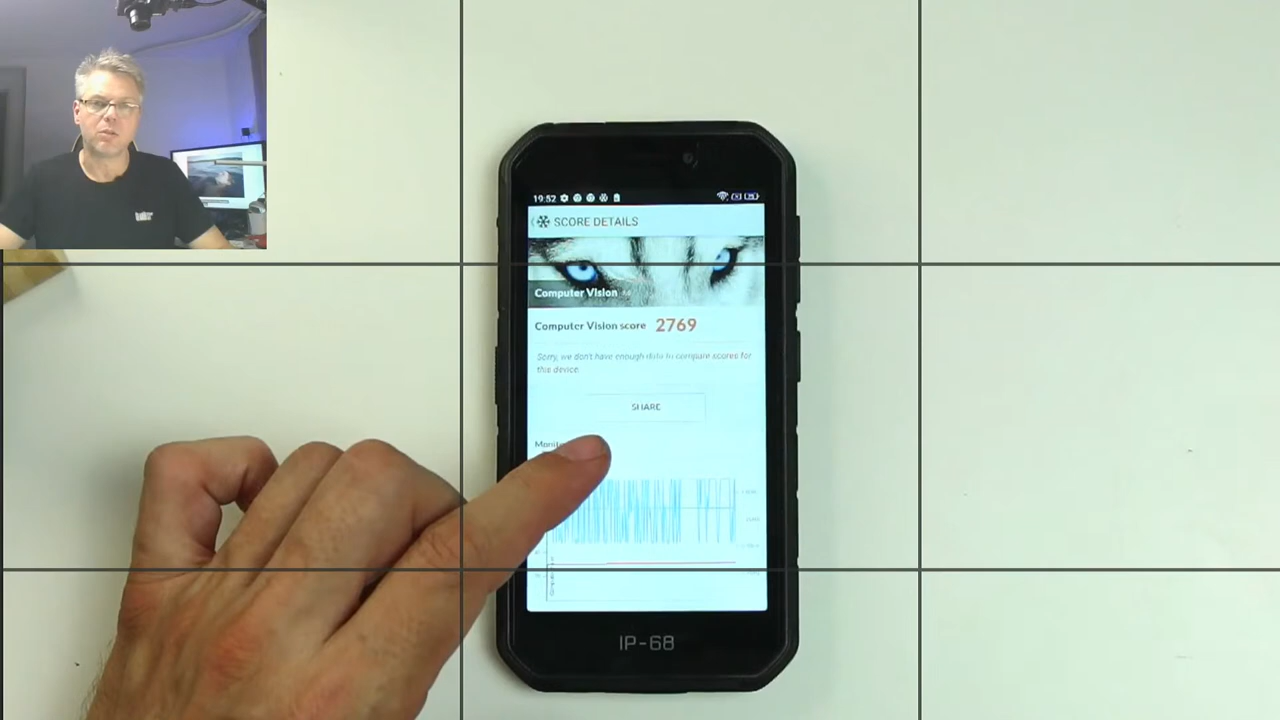 19:52
SCORE DETAILS
Computer Vision
Computer Vision score 2769
Sorry, we don't have enough data to compare scores for
this device.
SHARE
IP-68